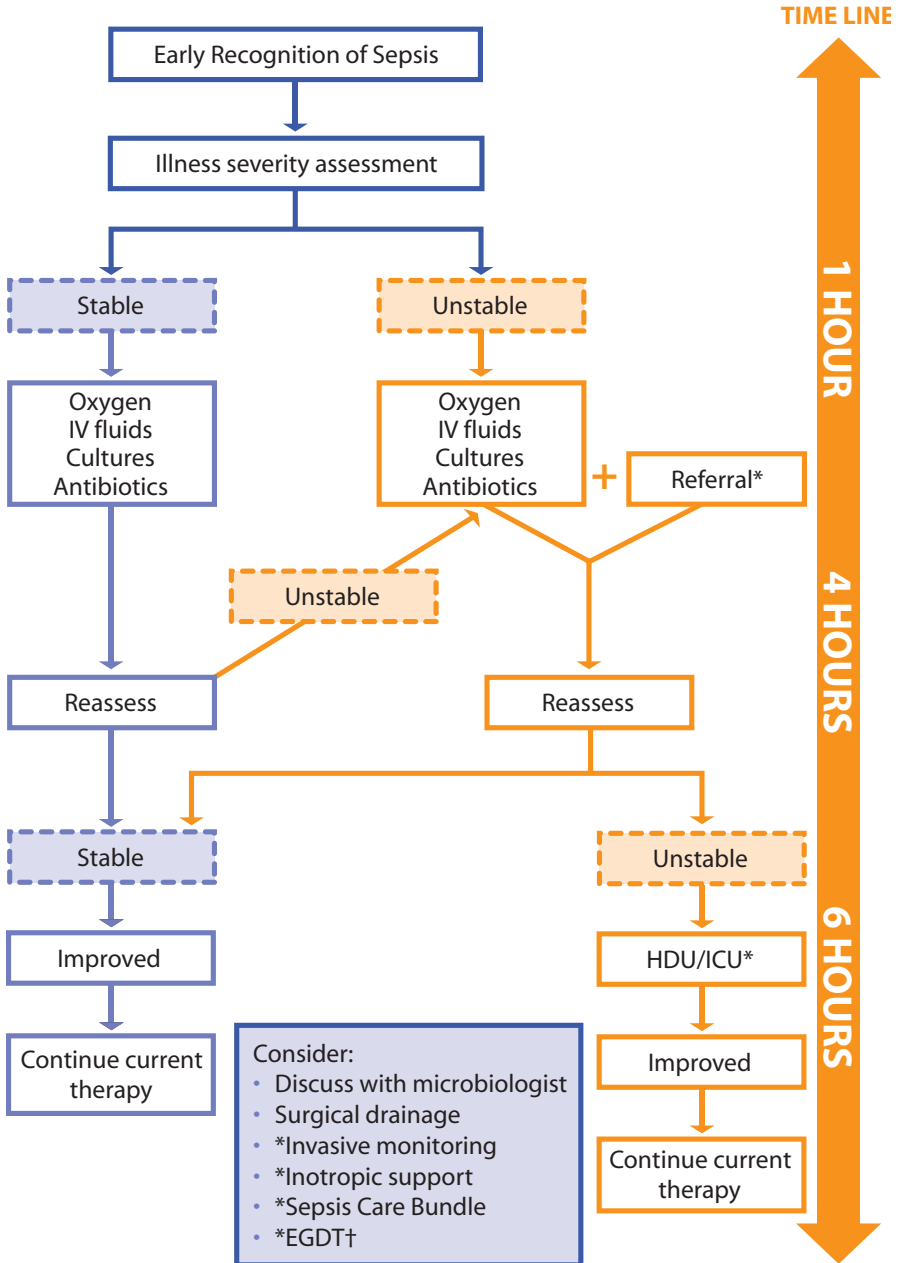 TIME LINE
Early Recognition of Sepsis
Illness severity assessment
Stable
Unstable
1 HOUR
Oxygen
IV fluids
Cultures
Antibiotics
Oxygen
IV fluids
Cultures
Antibiotics
+
Referral*
Unstable
4 HOURS
Reassess
Reassess
Stable
Unstable
6 HOURS
Improved
HDU/ICU*
Continue current
therapy
Improved
Continue current
therapy
Consider:
• Discuss with microbiologist
• Surgical drainage
• *Invasive monitoring
• *Inotropic support
• *Sepsis Care Bundle
• *EGDT†